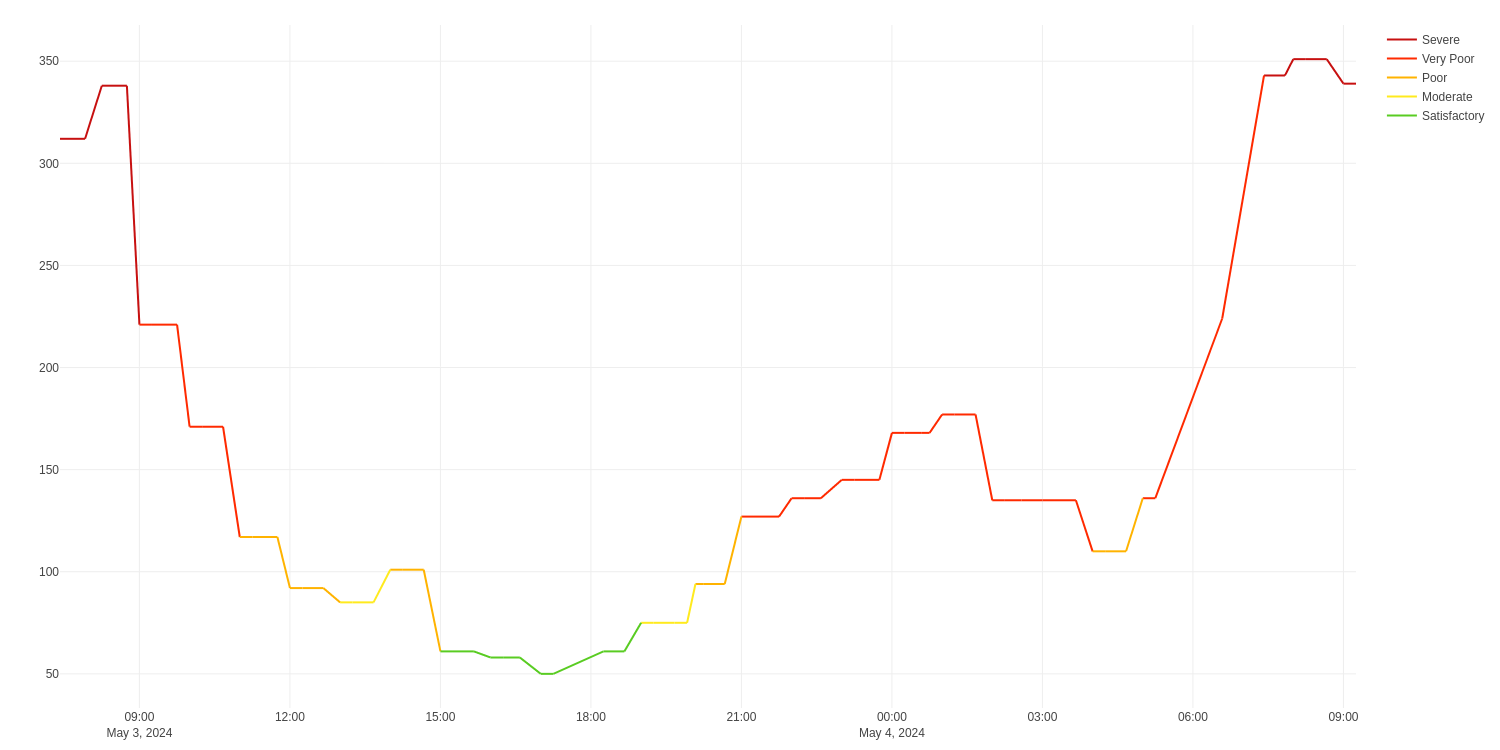 350
300
250
200
150
100
50
09:00
May 3, 2024
12:00
15:00
18:00
21:00
00:00
May 4, 2024
03:00
06:00
09:00
Severe
Very Poor
Poor
Moderate
Satisfactory